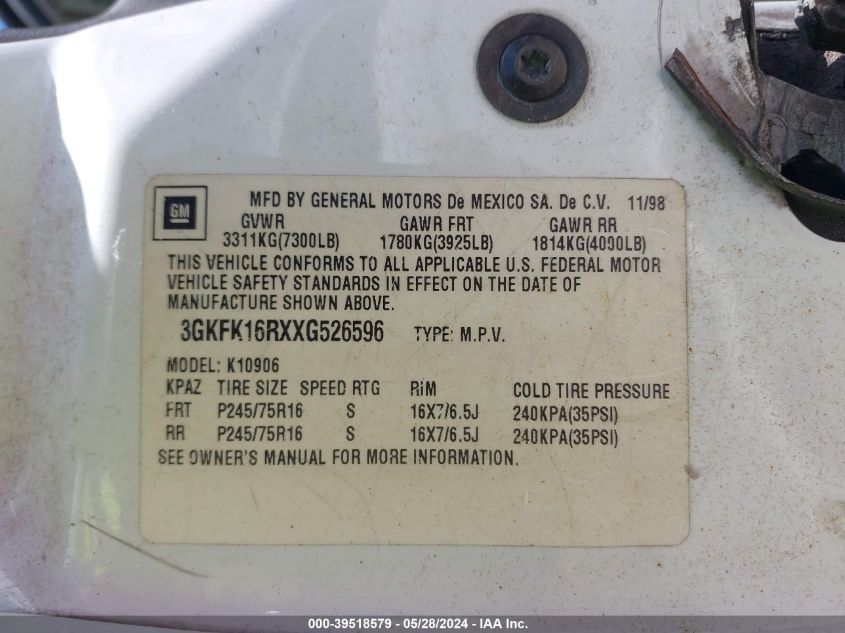 GM
MFD BY GENERAL MOTORS De MEXICO SA. De C.V. 11/98
GVWR GAWR FRT GAWR RR
3311KG(7300LB) 1780KG(3925LB) 1814KG(4000LB)
THIS VEHICLE CONFORMS TO ALL APPLICABLE U.S. FEDERAL MOTOR
VEHICLE SAFETY STANDARDS IN EFFECT ON THE DATE OF
MANUFACTURE SHOWN ABOVE.
3GKFK16RXXG526596 TYPE: M.P.V.
MODEL: K10906
KPAZ TIRE SIZE SPEED RTG RIM COLD TIRE PRESSURE
FRT P245/75R16 S 16X7/6.5J 240KPA(35PSI)
RR P245/75R16 S 16X7/6.5J 240KPA(35PSI)
SEE OWNER'S MANUAL FOR MORE INFORMATION.
000-39518579 - 05/28/2024 - IAA Inc.